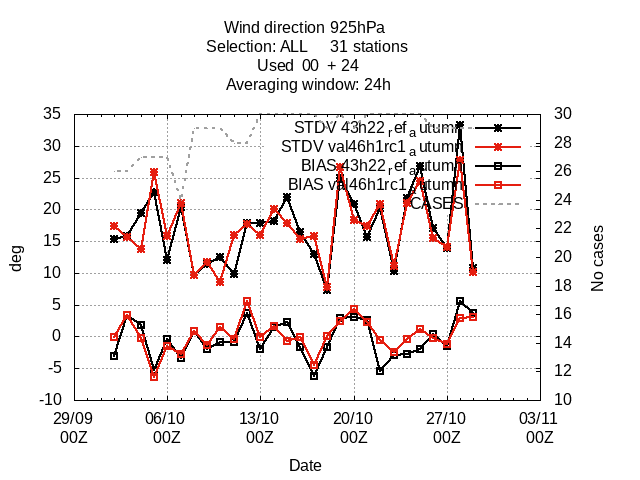 Wind direction 925hPa
Selection: ALL 31 stations
Used 00 + 24
Averaging window: 24h
35 30
30 28
25 26
20 24
15 22
10 20
5 18
0 16
-5 14
-10 12
10
STDV 43h22_ref_autumn
STDV val46h1rc1_autumn
BIAS 43h22_ref_autumn
BIAS val46h1rc1_autumn
CASES
deg
No cases
29/09 06/10 13/10 20/10 27/10 03/11
00Z 00Z 00Z 00Z 00Z 00Z
Date